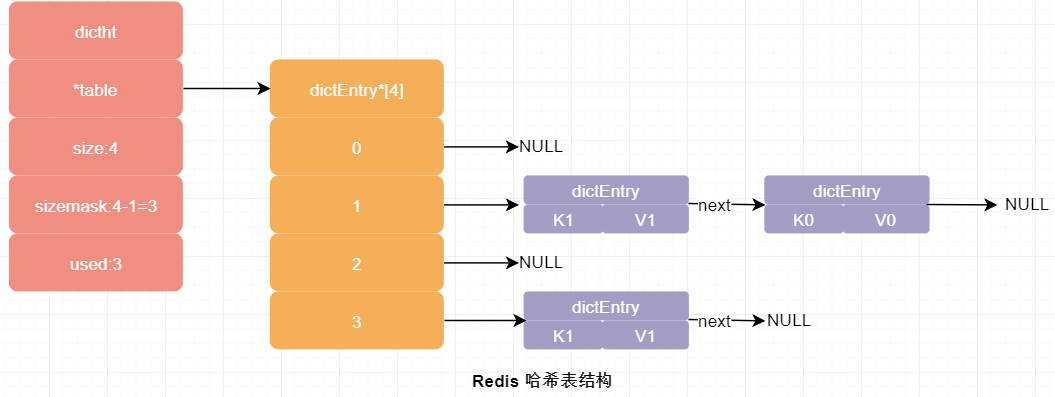 dictht
*table
size:4
sizemask:4-1=3
used:3
dictEntry*[4]
0
NULL
1
dictEntry
K1 V1
next
dictEntry
K0 V0
NULL
2
NULL
3
dictEntry
K1 V1
next
NULL
Redis 哈希表结构